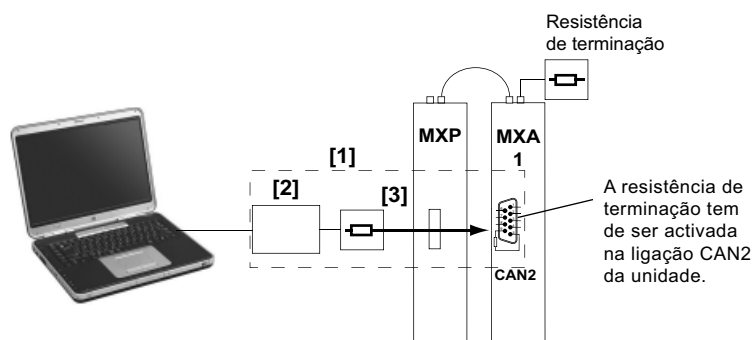 Resistência
de terminação
MXP
MXA
1
[1]
[2]
[3]
A resistência de
terminação tem
de ser activada
na ligação CAN2
da unidade.
CAN2